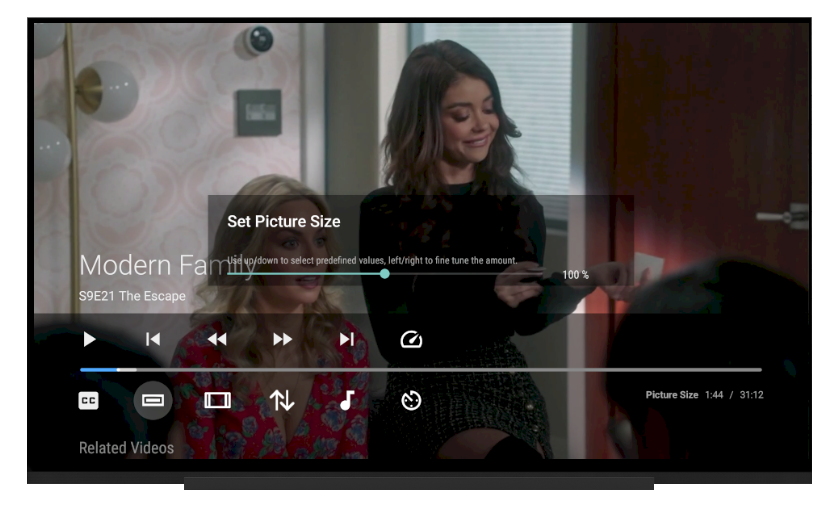 Set Picture Size
Use up/down to select predefined values, left/right to fine tune the amount.
100 %
Modern Family
S9E21 The Escape
CC
Picture Size 1:44 / 31:12
Related Videos